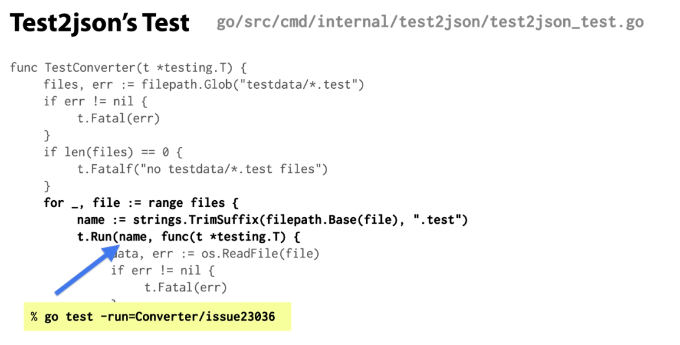 Test2json’s Test go/src/cmd/internal/test2json/test2json_test.go
func TestConverter(t *testing.T) {
files, err := filepath.Glob("testdata/*.test")
if err != nil {
t.Fatal(err)
}
if len(files) == 0 {
t.Fatalf("no testdata/*.test files")
}
for _, file := range files {
name := strings.TrimSuffix(filepath.Base(file), ".test")
t.Run(name, func(t *testing.T) {
data, err := os.ReadFile(file)
if err != nil {
t.Fatal(err)
% go test -run=Converter/issue23036